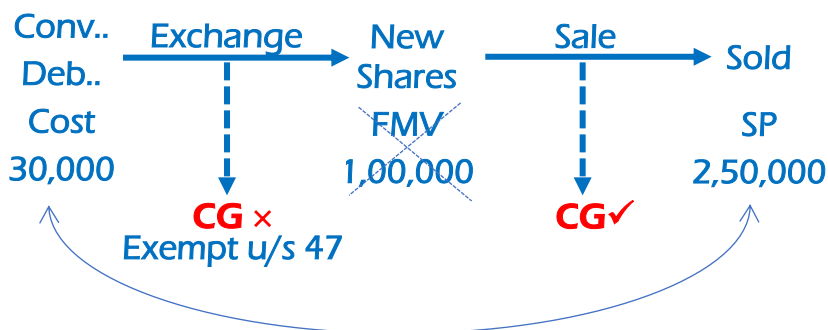 Conv..
Deb..
Cost
30,000
Exchange
CG ×
Exempt u/s 47
New
Shares
FMV
1,00,000
Sale
CG✓
Sold
SP
2,50,000